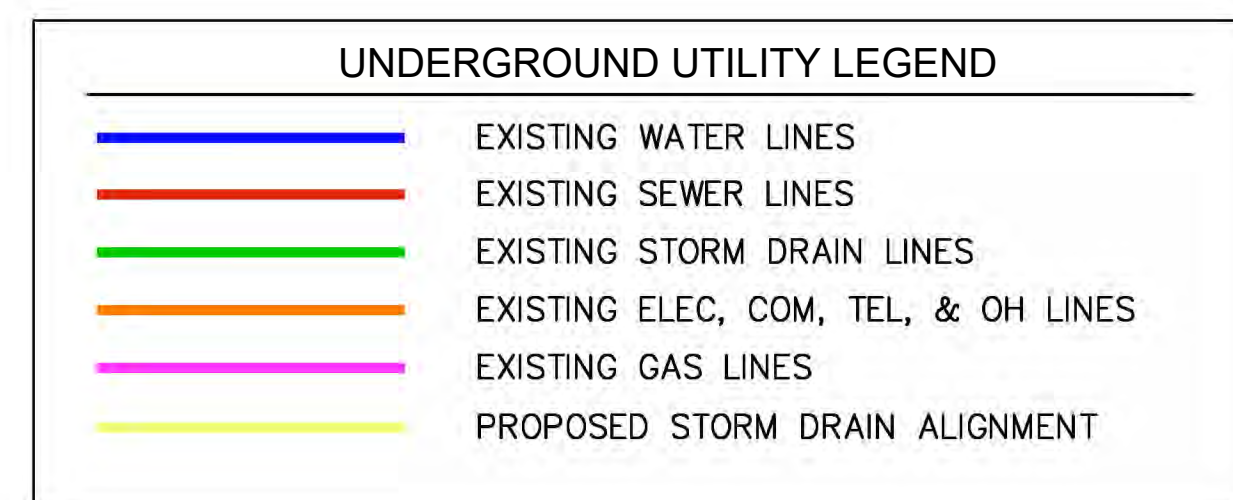 UNDERGROUND UTILITY LEGEND
EXISTING WATER LINES
EXISTING SEWER LINES
EXISTING STORM DRAIN LINES
EXISTING ELEC, COM, TEL, & OH LINES
EXISTING GAS LINES
PROPOSED STORM DRAIN ALIGNMENT